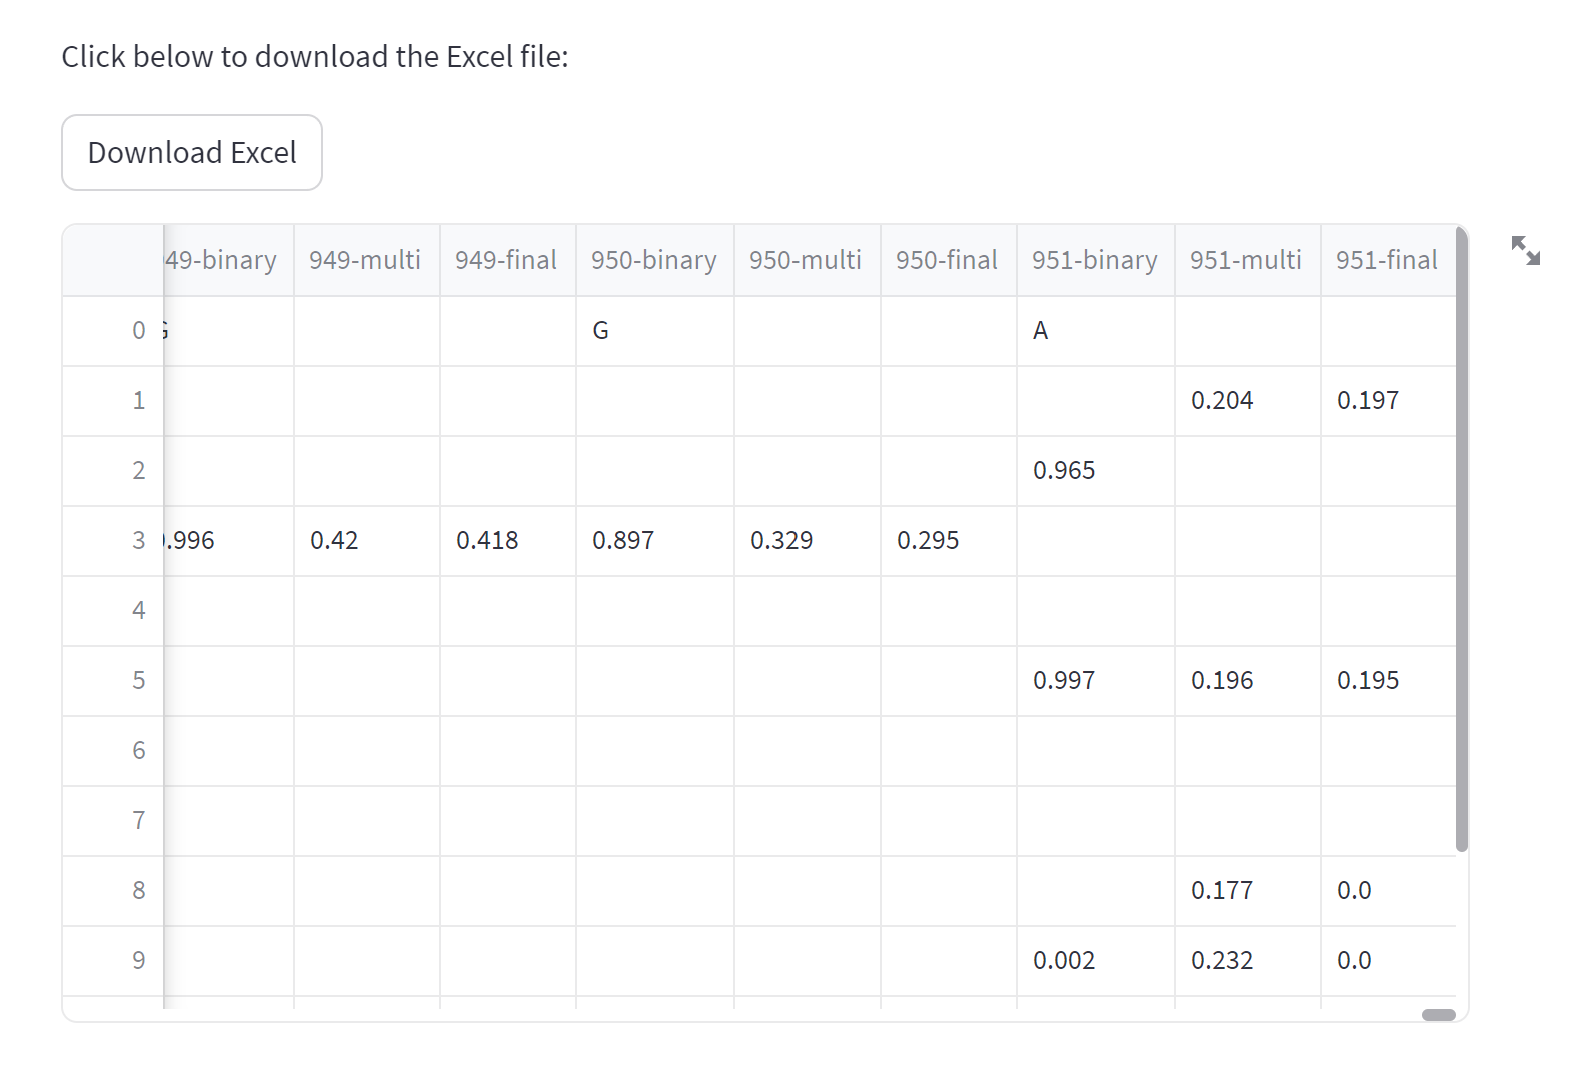 Click below to download the Excel file:
Download Excel
49-binary 949-multi 949-final 950-binary 950-multi 950-final 951-binary 951-multi 951-final
0 G G A
1 0.204 0.197
2 0.965
3 .996 0.42 0.418 0.897 0.329 0.295
4
5 0.997 0.196 0.195
6
7
8 0.177 0.0
9 0.002 0.232 0.0